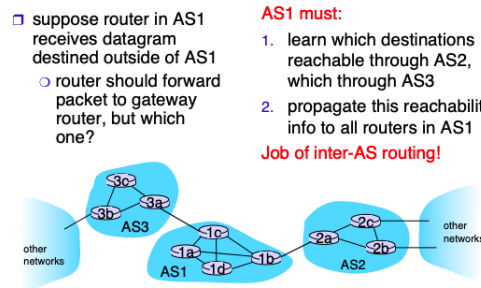 suppose router in AS1
receives datagram
destined outside of AS1
router should forward
packet to gateway
router, but which
one?
AS1 must:
1. learn which destinations
reachable through AS2,
which through AS3
2. propagate this reachabilit
info to all routers in AS1
Job of inter-AS routing!
3c
3a
3b
AS3
other
networks
1c
1a
1d
1b
AS1
2c
2a
2b
AS2
other
network